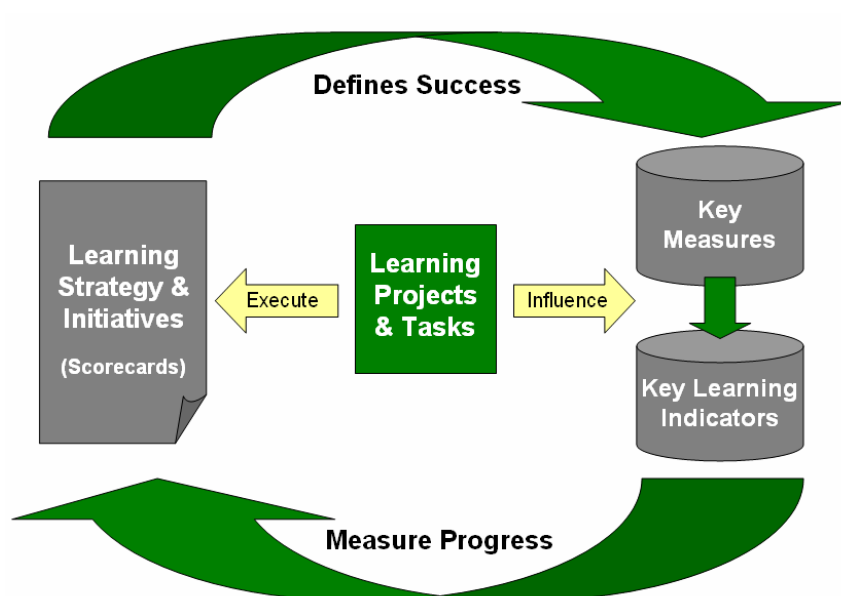 Defines Success
Learning
Strategy &
Initiatives
(Scorecards)
Execute
Learning
Projects
& Tasks
Influence
Key
Measures
Key Learning
Indicators
Measure Progress